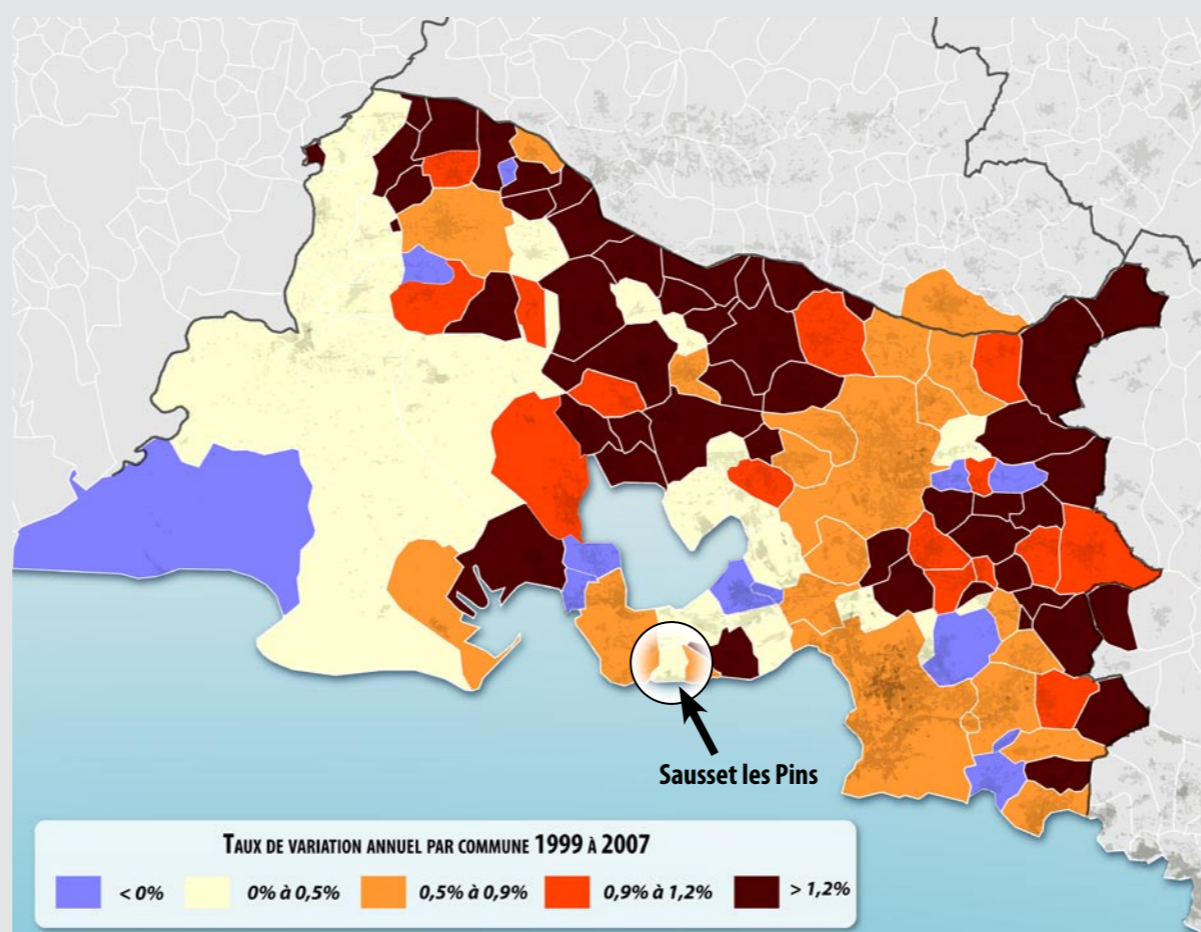 Sausset les Pins
TAUX DE VARIATION ANNUEL PAR COMMUNE 1999 À 2007
< 0% 0% à 0,5% 0,5% à 0,9% 0,9% à 1,2% > 1,2%